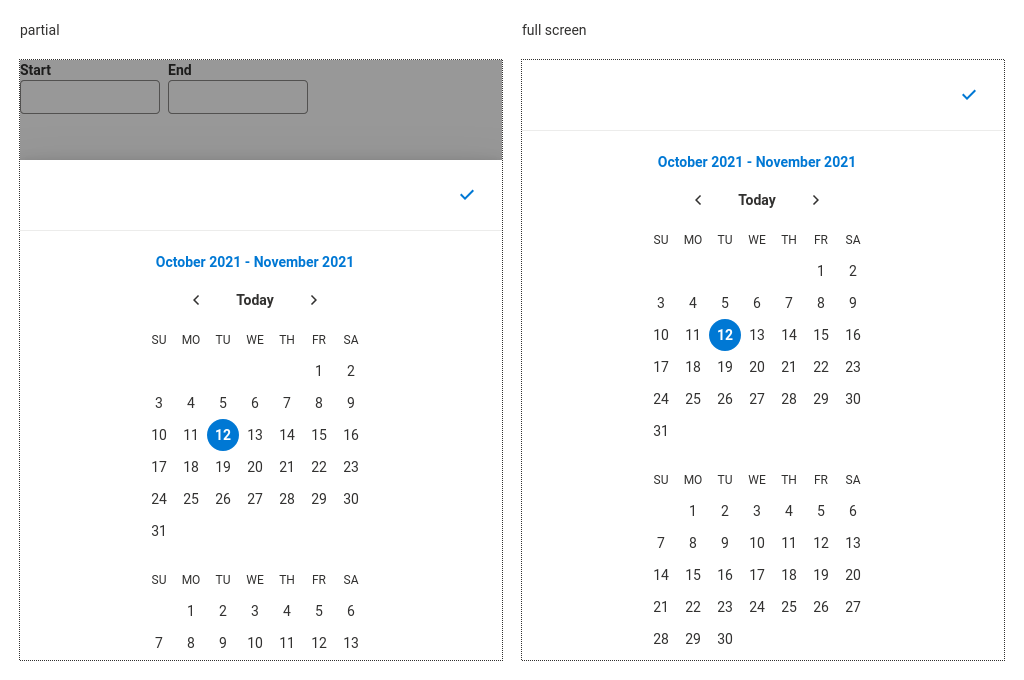 partial
Start End
October 2021 - November 2021
Today
SU MO TU WE TH FR SA
1 2
3 4 5 6 7 8 9
10 11 12 13 14 15 16
17 18 19 20 21 22 23
24 25 26 27 28 29 30
31
SU MO TU WE TH FR SA
1 2 3 4 5 6
7 8 9 10 11 12 13
full screen
October 2021 - November 2021
Today
SU MO TU WE TH FR SA
1 2
3 4 5 6 7 8 9
10 11 12 13 14 15 16
17 18 19 20 21 22 23
24 25 26 27 28 29 30
31
SU MO TU WE TH FR SA
1 2 3 4 5 6
7 8 9 10 11 12 13
14 15 16 17 18 19 20
21 22 23 24 25 26 27
28 29 30